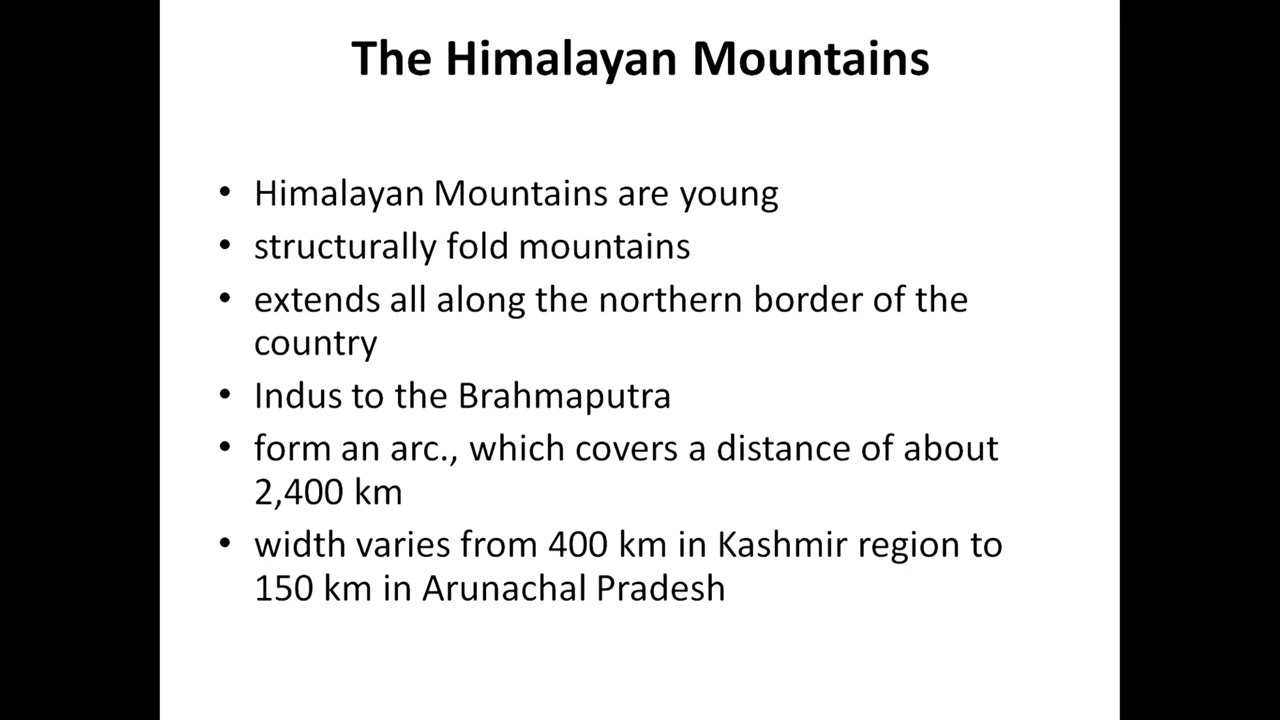 The Himalayan Mountains
• Himalayan Mountains are young
• structurally fold mountains
• extends all along the northern border of the
country
• Indus to the Brahmaputra
• form an arc., which covers a distance of about
2,400 km
• width varies from 400 km in Kashmir region to
150 km in Arunachal Pradesh